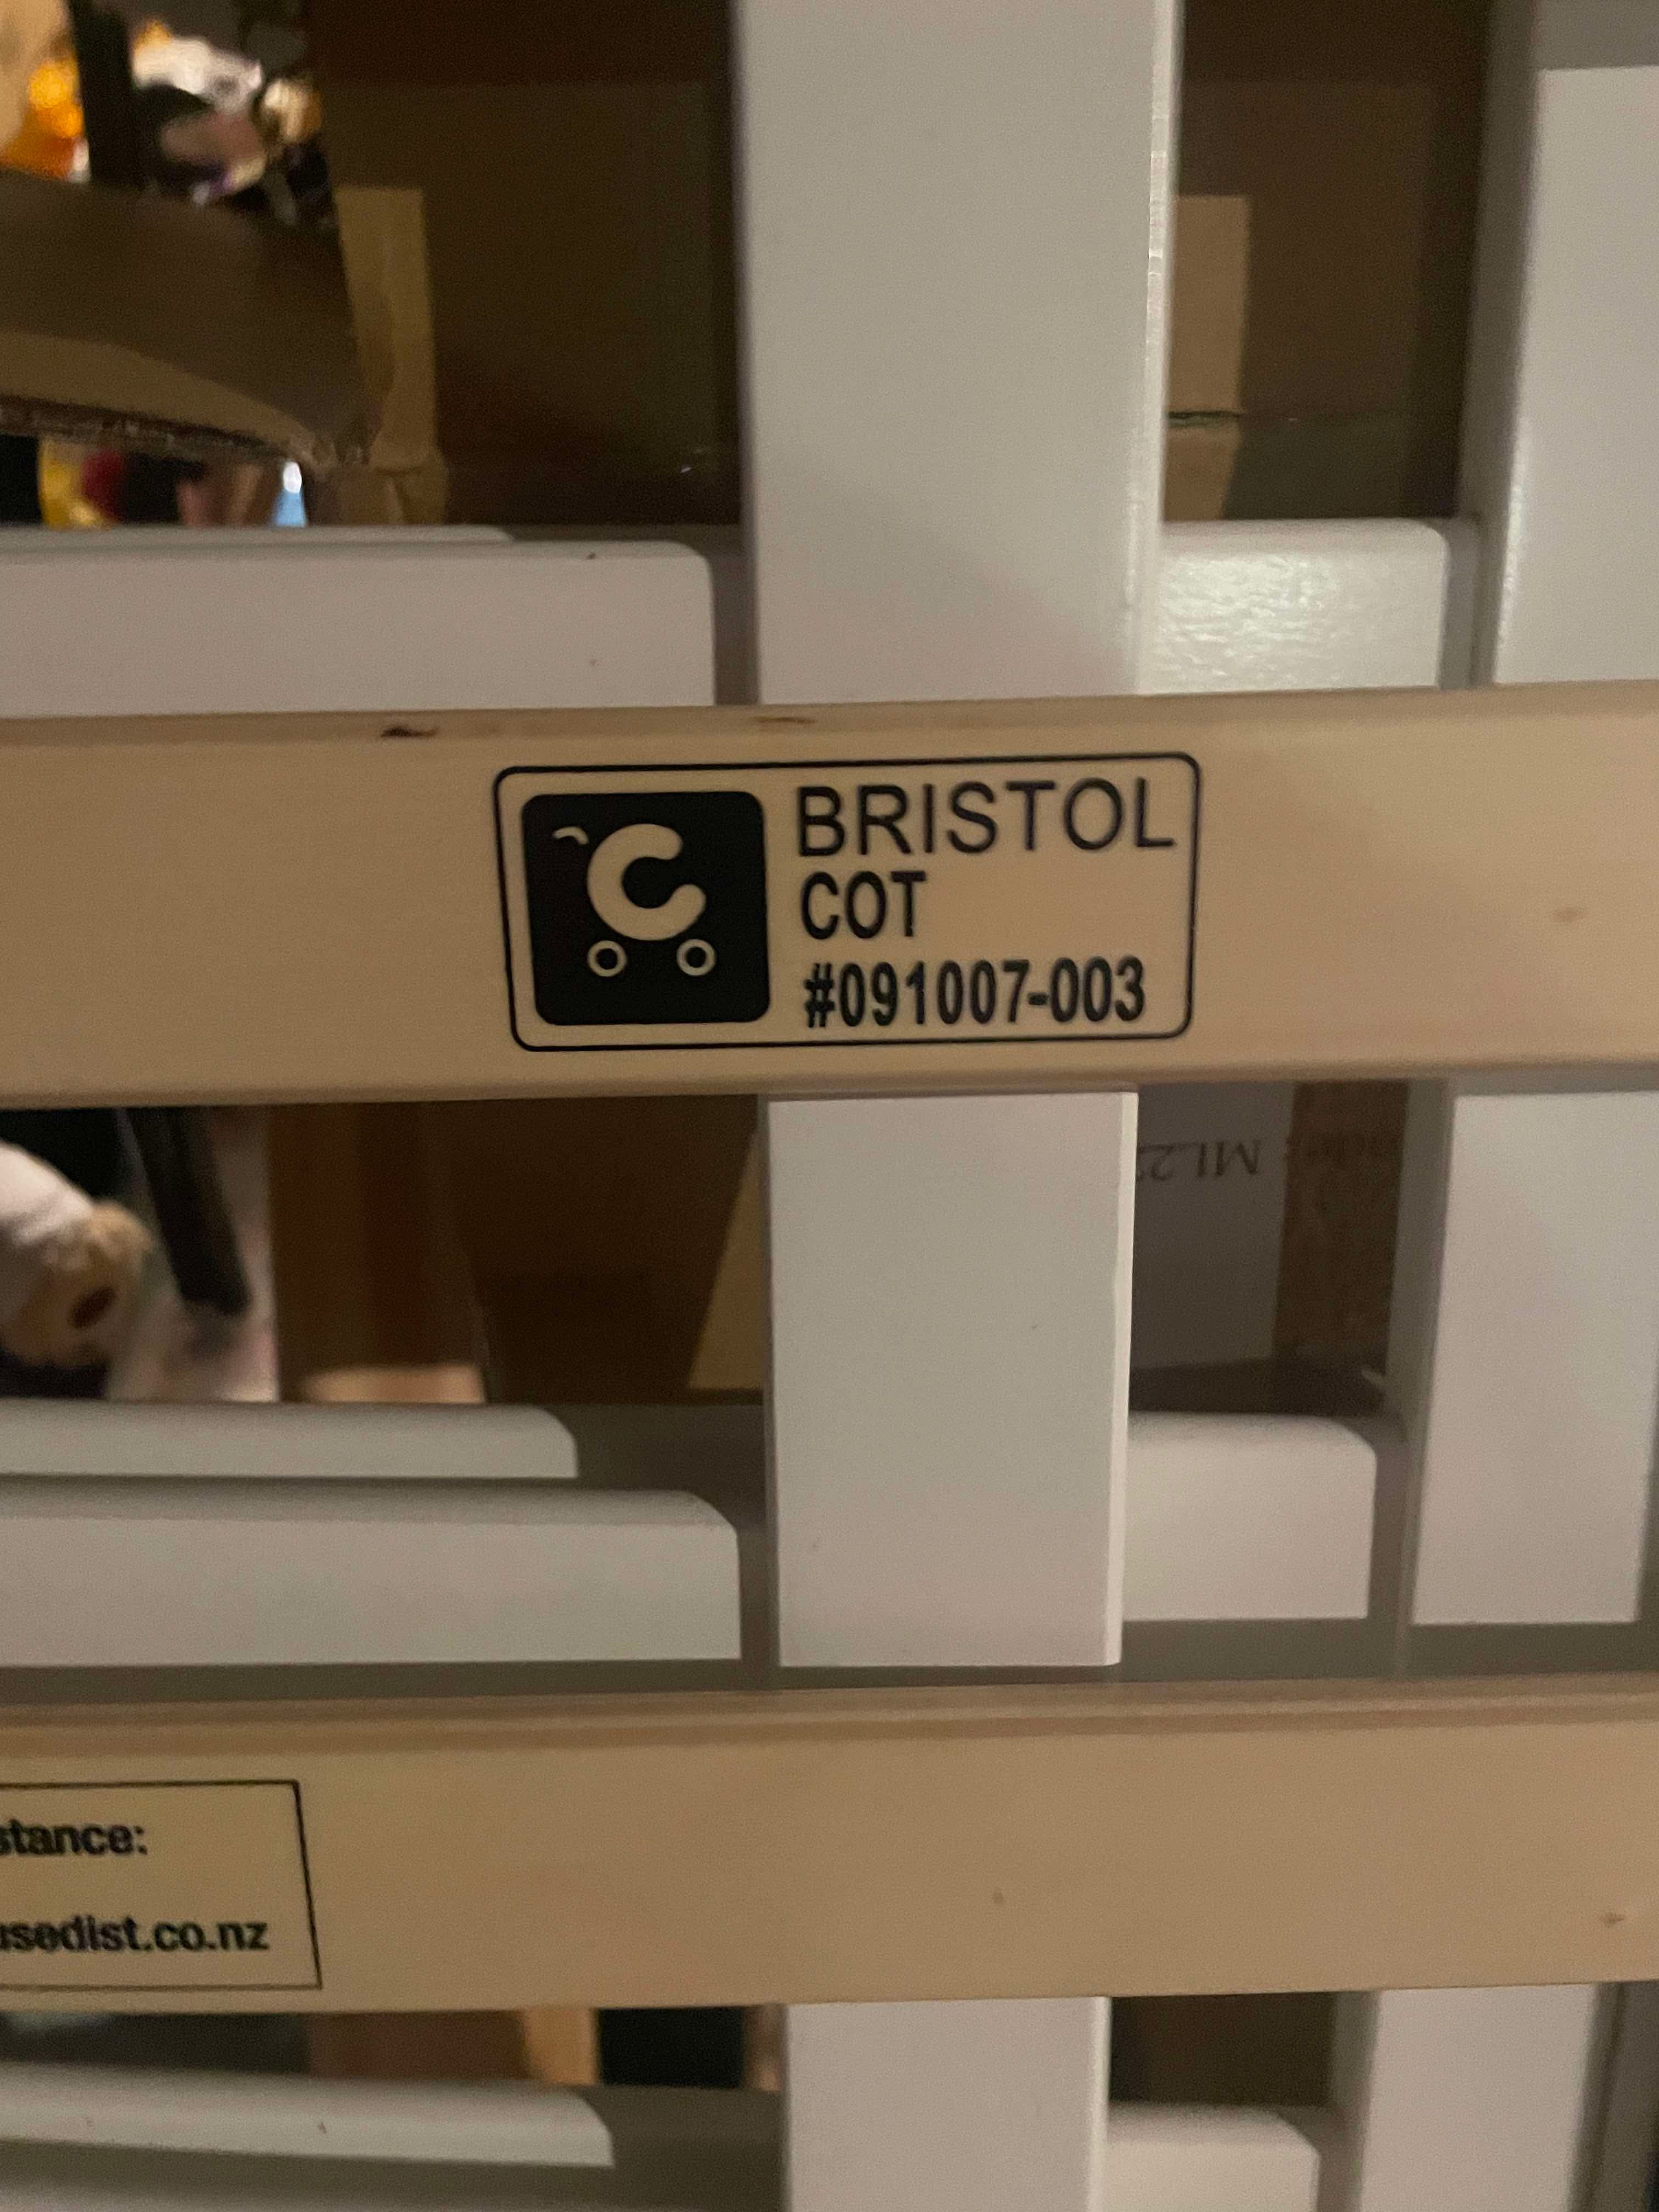 BRISTOL
COT
#091007-003
stance:
usedist.co.nz